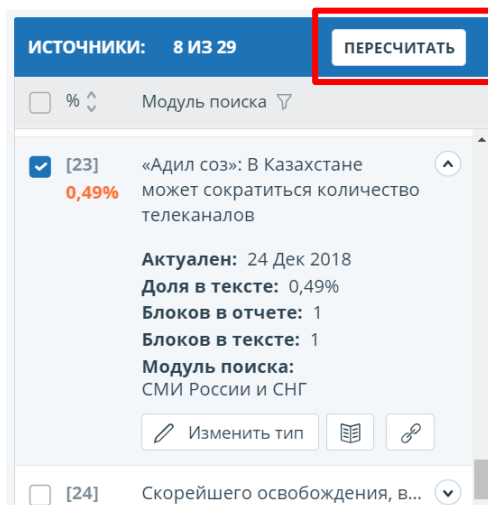 ИСТОЧНИКИ: 8 ИЗ 29 ПЕРЕСЧИТАТЬ
% Модуль поиска
[23] «Адил соз»: В Казахстане
0,49% может сократиться количество
телеканалов
Актуален: 24 Дек 2018
Доля в тексте: 0,49%
Блоков в отчете: 1
Блоков в тексте: 1
Модуль поиска:
СМИ России и СНГ
Изменить тип
[24] Скорейшего освобождения, в...